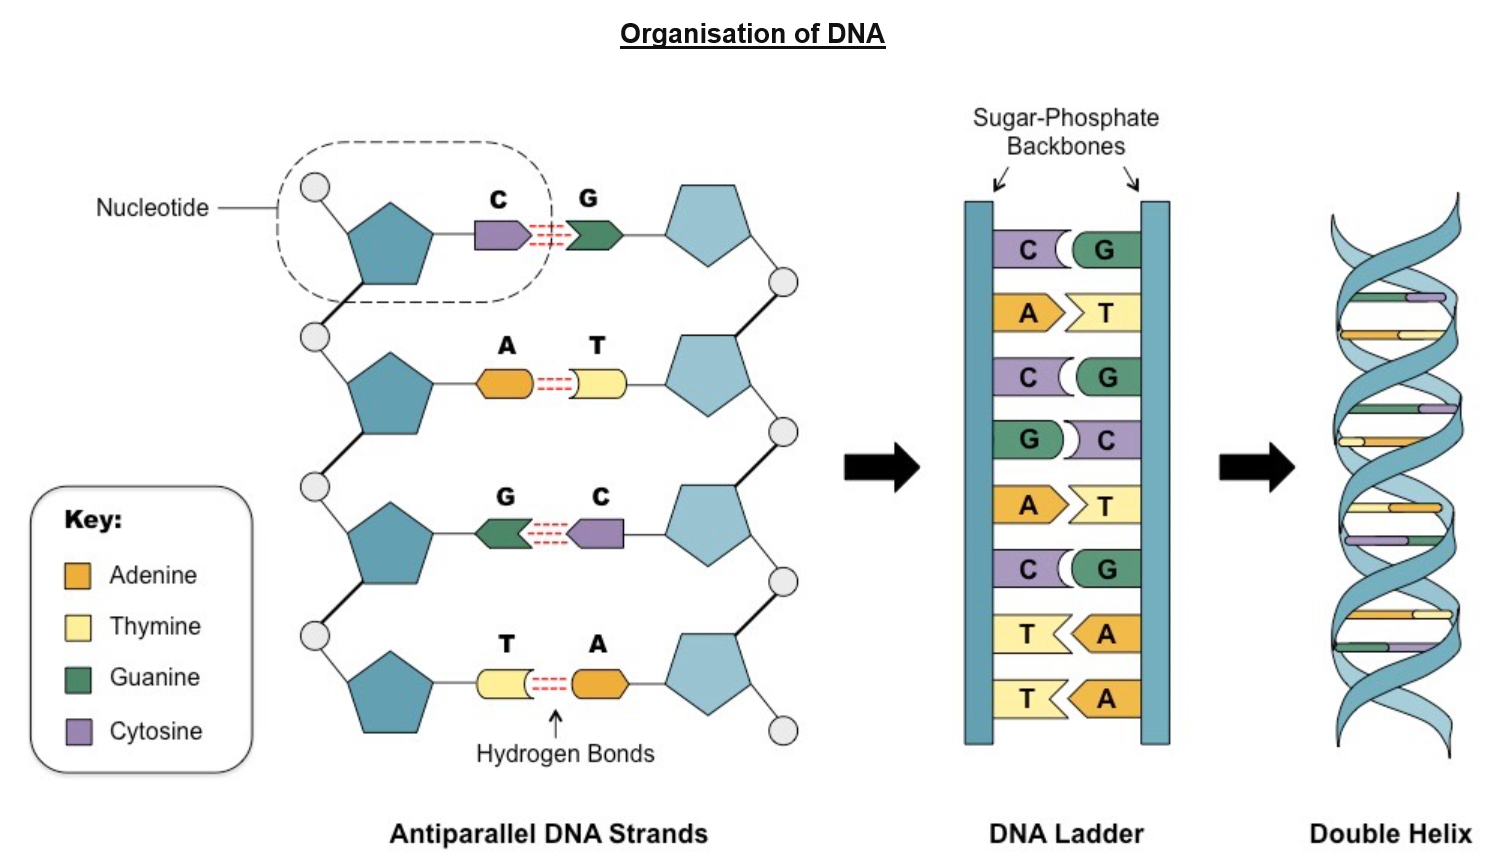 Organisation of DNA
Nucleotide
C G
A T
G C
T A
Hydrogen Bonds
Key:
Adenine
Thymine
Guanine
Cytosine
Antiparallel DNA Strands
Sugar-Phosphate
Backbones
C G
A T
C G
G C
A T
C G
T A
T A
DNA Ladder
Double Helix